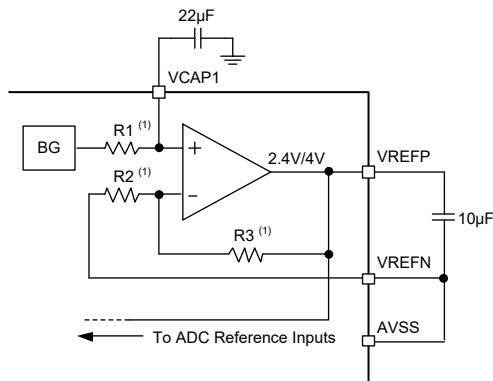 22µF
VCAP1
BG
R1 (1)
+
2.4V/4V
VREFP
R2 (1)
−
10µF
R3 (1)
VREFN
AVSS
To ADC Reference Inputs